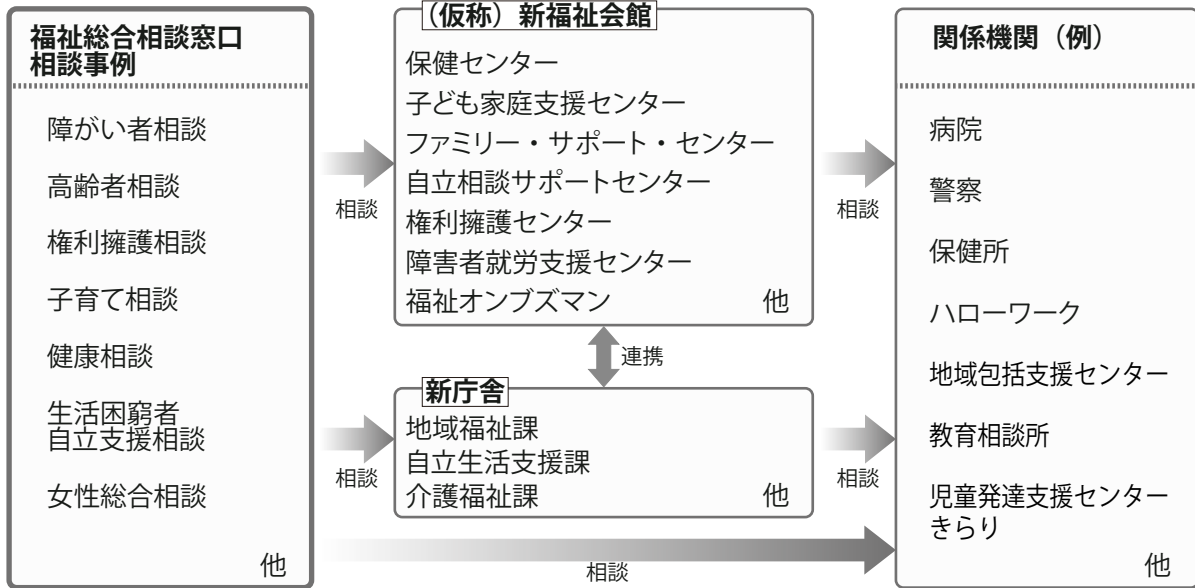 福祉総合相談窓口
相談事例
障がい者相談
高齢者相談
権利擁護相談
子育て相談
健康相談
生活困窮者
自立支援相談
女性総合相談
他
相談
相談
相談
(仮称)新福祉会館
保健センター
子ども家庭支援センター
ファミリー・サポート・センター
自立相談サポートセンター
権利擁護センター
障害者就労支援センター
福祉オンブズマン 他
連携
新庁舎
地域福祉課
自立生活支援課
介護福祉課 他
相談
相談
関係機関(例)
病院
警察
保健所
ハローワーク
地域包括支援センター
教育相談所
児童発達支援センター
きらり
他